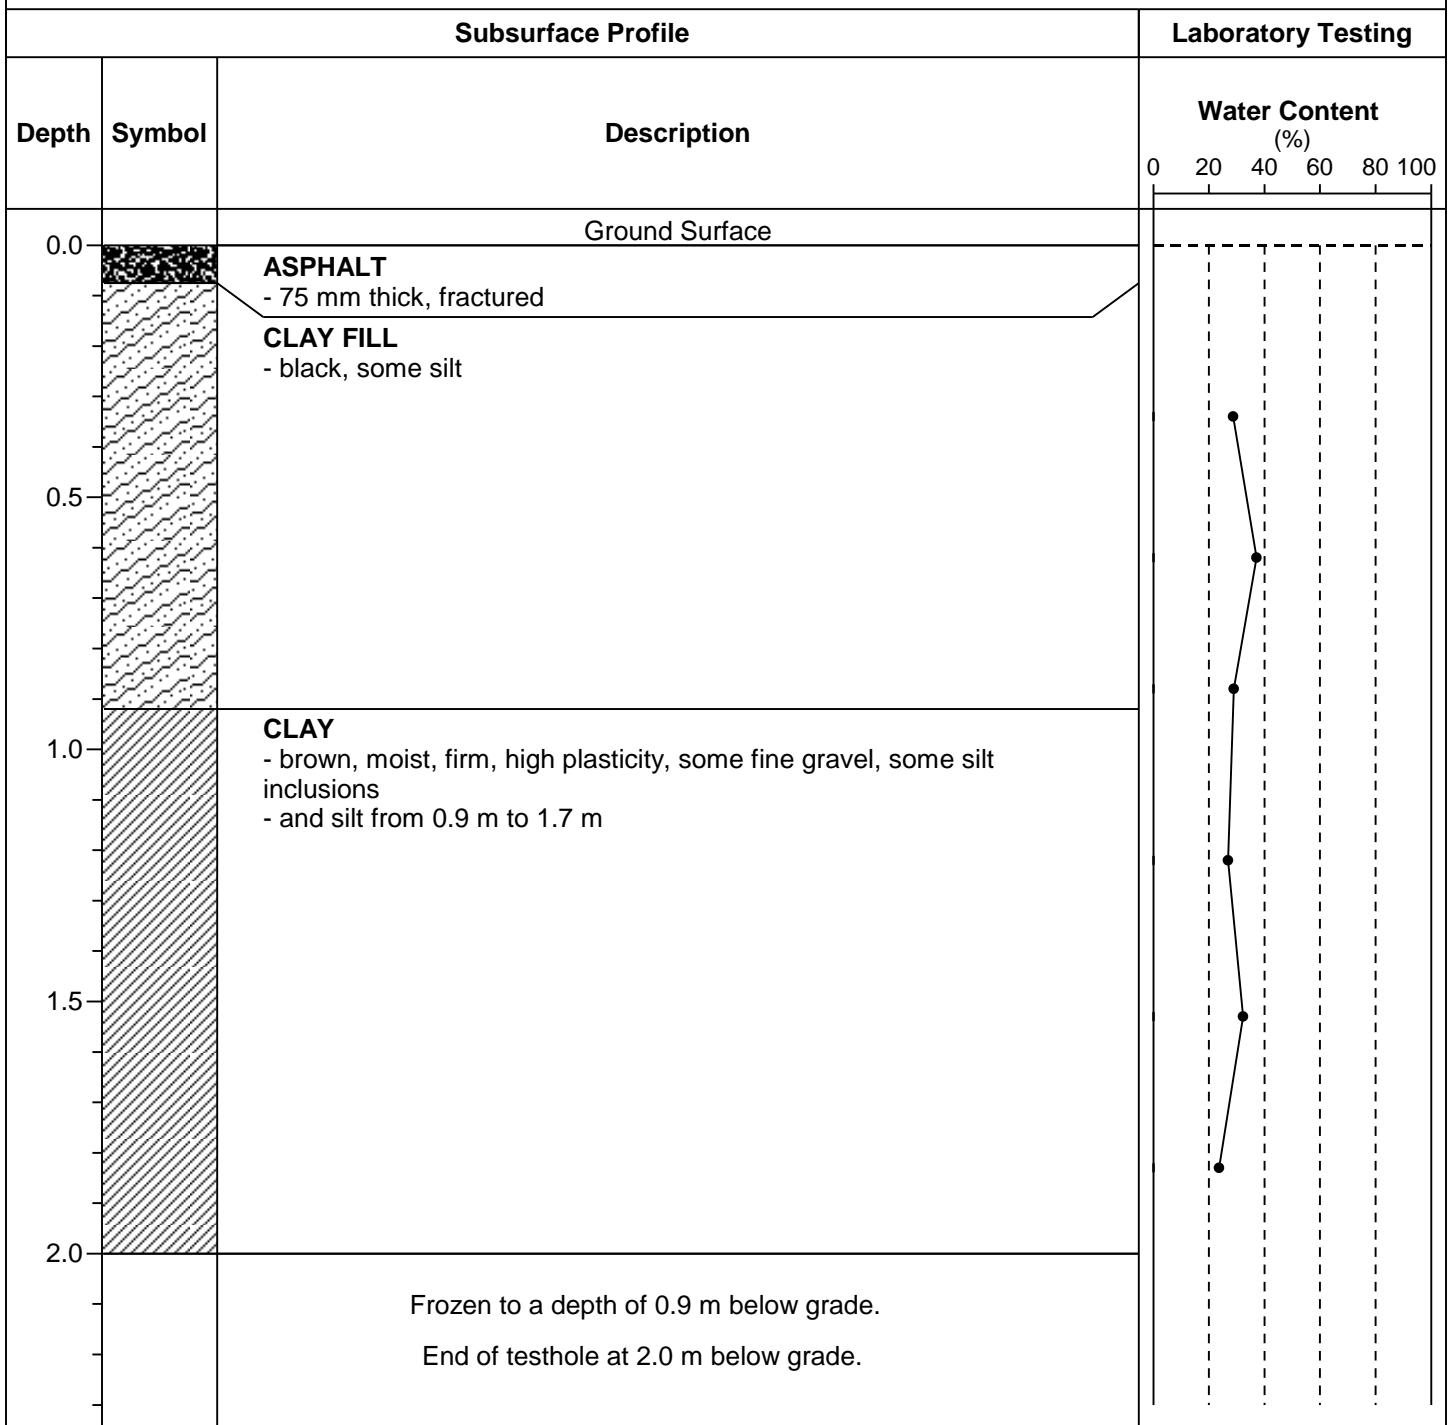 Subsurface Profile
Laboratory Testing
Depth
Symbol
Description
Water Content
(%)
0 20 40 60 80 100
Ground Surface
0.0
ASPHALT
- 75 mm thick, fractured
CLAY FILL
- black, some silt
0.5
CLAY
- brown, moist, firm, high plasticity, some fine gravel, some silt
inclusions
- and silt from 0.9 m to 1.7 m
1.0
1.5
2.0
Frozen to a depth of 0.9 m below grade.
End of testhole at 2.0 m below grade.